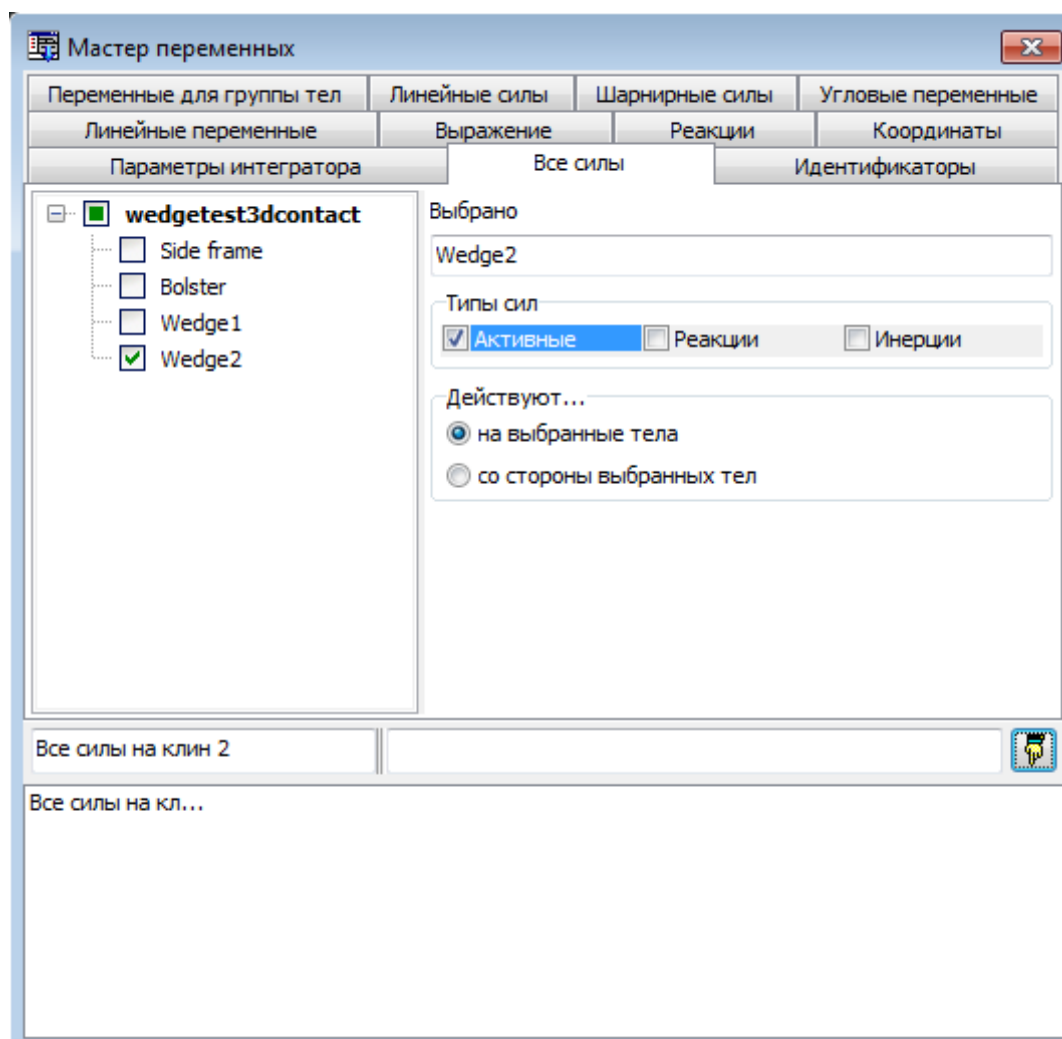 Мастер переменных
Переменные для группы тел Линейные силы Шарнирные силы Угловые переменные
Линейные переменные Выражение Реакции Координаты
Параметры интегратора Все силы Идентификаторы
wedgetest3dcontact
Side frame
Bolster
Wedge1
Wedge2
Выбрано
Wedge2
Типы сил
Активные Реакции Инерции
Действуют...
на выбранные тела
со стороны выбранных тел
Все силы на клин 2
Все силы на кл...